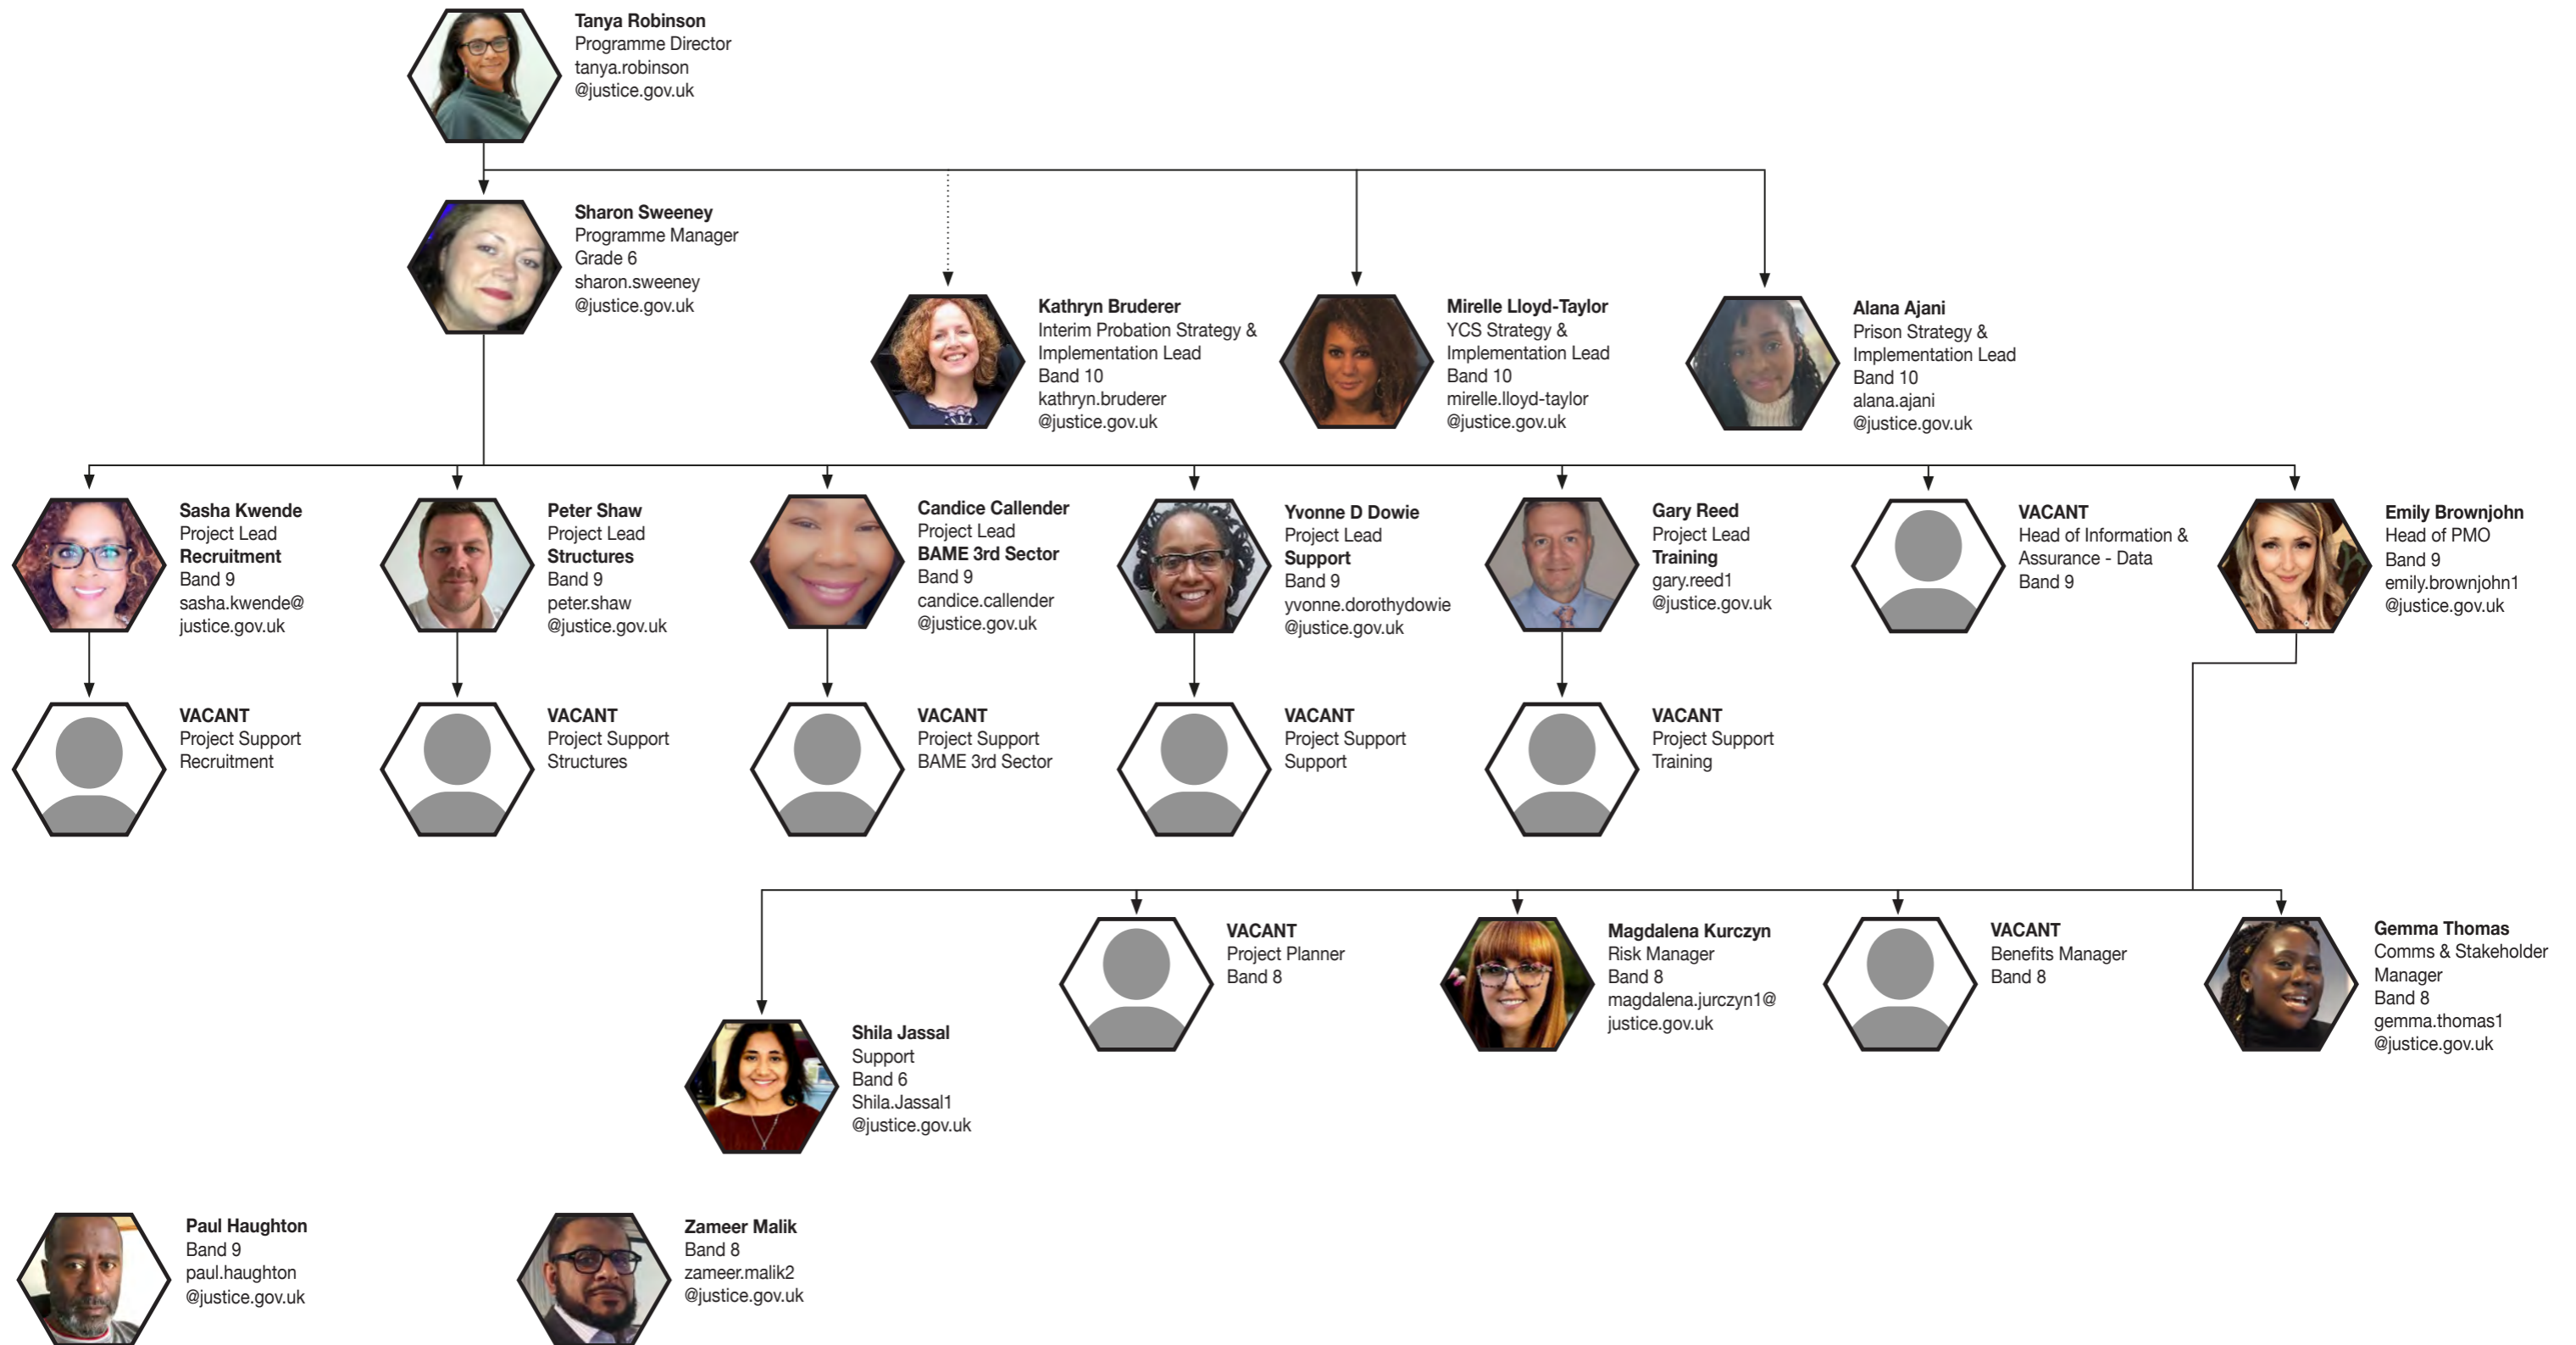 Tanya Robinson
Programme Director
tanya.robinson
@justice.gov.uk
Sharon Sweeney
Programme Manager
Grade 6
sharon.sweeney
@justice.gov.uk
Kathryn Bruderer
Interim Probation Strategy &
Implementation Lead
Band 10
kathryn.bruderer
@justice.gov.uk
Mirelle Lloyd-Taylor
YCS Strategy &
Implementation Lead
Band 10
mirelle.lloyd-taylor
@justice.gov.uk
Alana Ajani
Prison Strategy &
Implementation Lead
Band 10
alana.ajani
@justice.gov.uk
Sasha Kwende
Project Lead
Recruitment
Band 9
sasha.kwende@
justice.gov.uk
Peter Shaw
Project Lead
Structures
Band 9
peter.shaw
@justice.gov.uk
Candice Callender
Project Lead
BAME 3rd Sector
Band 9
candice.callender
@justice.gov.uk
Yvonne D Dowie
Project Lead
Support
Band 9
yvonne.dorothydowie
@justice.gov.uk
Gary Reed
Project Lead
Training
gary.reed1
@justice.gov.uk
VACANT
Head of Information &
Assurance - Data
Band 9
Emily Brownjohn
Head of PMO
Band 9
emily.brownjohn1
@justice.gov.uk
VACANT
Project Support
Recruitment
VACANT
Project Support
Structures
VACANT
Project Support
BAME 3rd Sector
VACANT
Project Support
Support
VACANT
Project Support
Training
Shila Jassal
Support
Band 6
Shila.Jassal1
@justice.gov.uk
VACANT
Project Planner
Band 8
Magdalena Kurczyn
Risk Manager
Band 8
magdalena.jurczyn1@
justice.gov.uk
VACANT
Benefits Manager
Band 8
Gemma Thomas
Comms & Stakeholder
Manager
Band 8
gemma.thomas1
@justice.gov.uk
Paul Haughton
Band 9
paul.haughton
@justice.gov.uk
Zameer Malik
Band 8
zameer.malik2
@justice.gov.uk